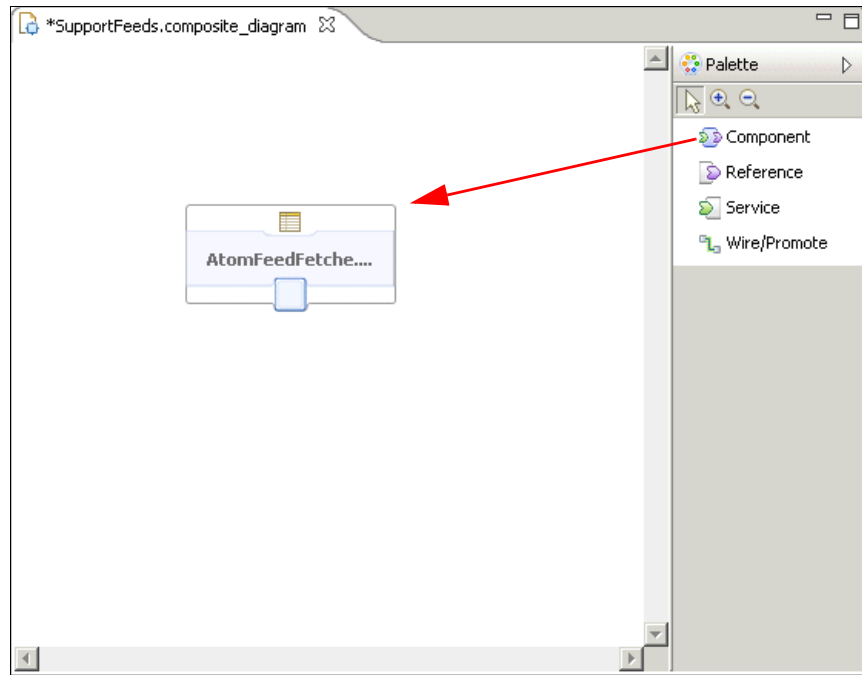 *SupportFeeds.composite_diagram
Palette
Component
Reference
Service
Wire/Promote
AtomFeedFetche....